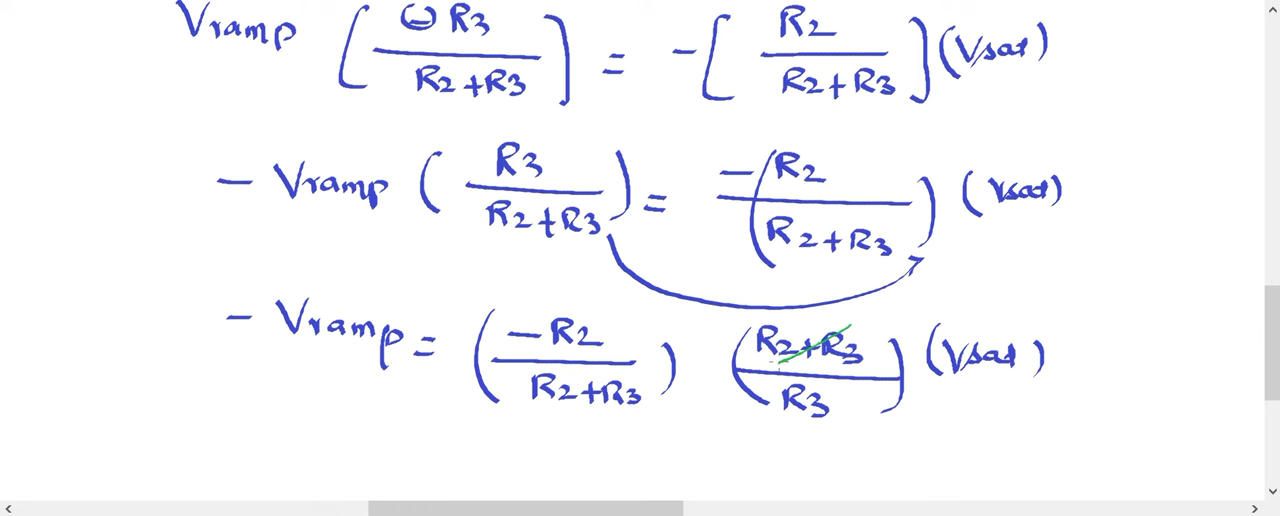 Vramp [ R3 / R2+R3 ] = - [ R2 / R2+R3 ] (Vsat)
- Vramp ( R3 / R2+R3 ) = - ( R2 / R2+R3 ) (Vsat)
- Vramp = ( -R2 / R2+R3 ) ( R2+R3 / R3 ) (Vsat)